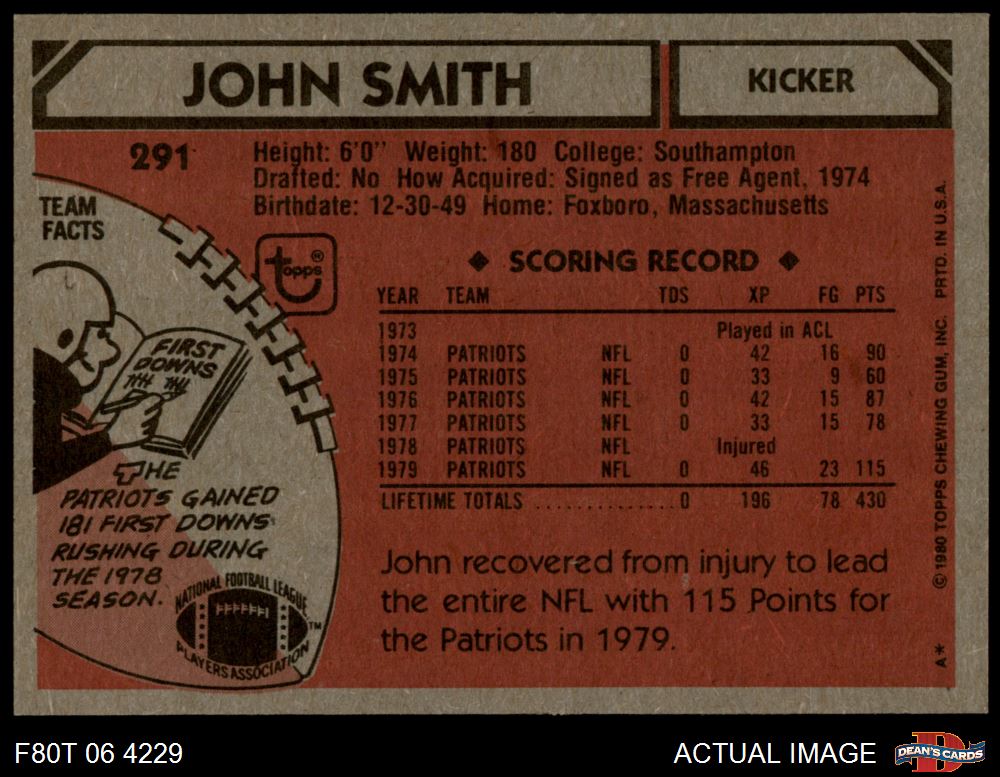 JOHN SMITH
KICKER
291
Height: 6'0" Weight: 180 College: Southampton
Drafted: No How Acquired: Signed as Free Agent, 1974
Birthdate: 12-30-49 Home: Foxboro, Massachusetts
TEAM
FACTS
topps®
FIRST
DOWNS
THE
PATRIOTS GAINED
181 FIRST DOWNS
RUSHING DURING
THE 1978
SEASON.
NATIONAL FOOTBALL LEAGUE
PLAYERS ASSOCIATION
™
◆ SCORING RECORD ◆
YEAR TEAM TDS XP FG PTS
1973 Played in ACL
1974 PATRIOTS NFL 0 42 16 90
1975 PATRIOTS NFL 0 33 9 60
1976 PATRIOTS NFL 0 42 15 87
1977 PATRIOTS NFL 0 33 15 78
1978 PATRIOTS NFL Injured
1979 PATRIOTS NFL 0 46 23 115
LIFETIME TOTALS ............... 0 196 78 430
John recovered from injury to lead
the entire NFL with 115 Points for
the Patriots in 1979.
A* © 1980 TOPPS CHEWING GUM, INC. PRTD. IN U.S.A.
F80T 06 4229
ACTUAL IMAGE
D
DEAN'S CARDS